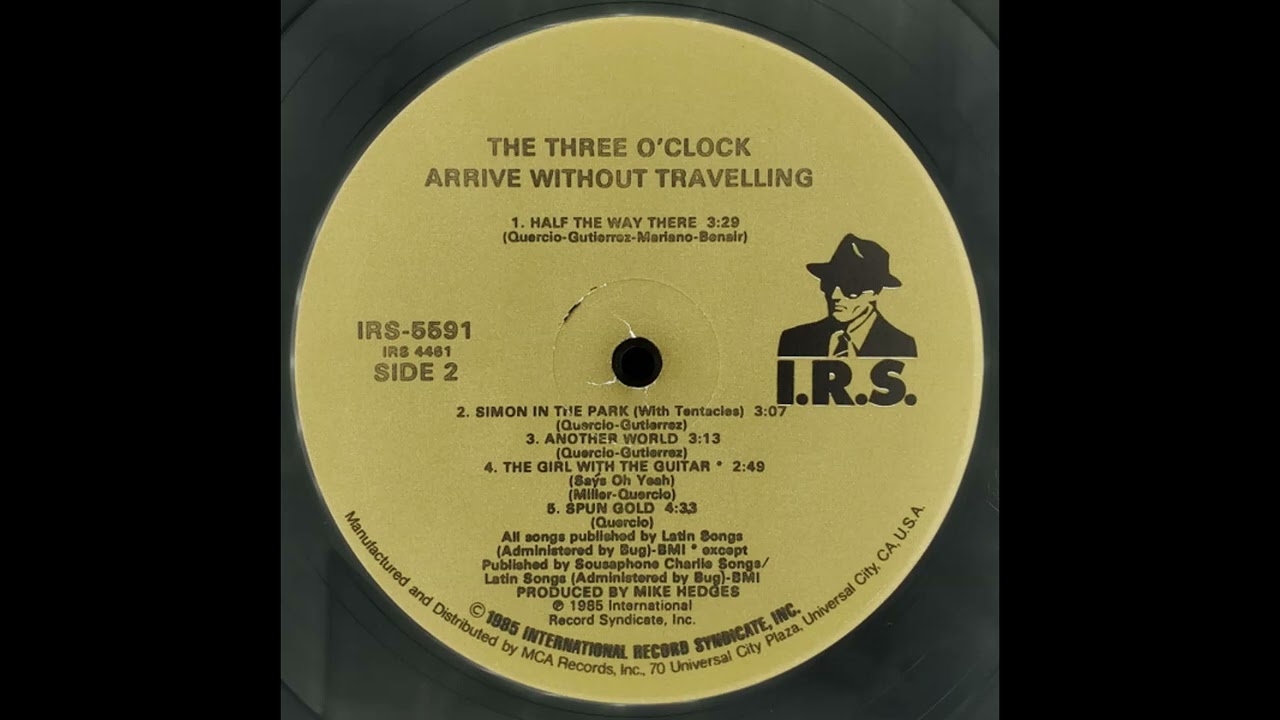 THE THREE O'CLOCK
ARRIVE WITHOUT TRAVELLING
1. HALF THE WAY THERE 3:29
(Quercio-Gutierrez-Mariano-Benair)
IRS-5591
IRS 4461
SIDE 2
I.R.S.
2. SIMON IN THE PARK (With Tentacles) 3:07
(Quercio-Gutierrez)
3. ANOTHER WORLD 3:13
(Quercio-Gutierrez)
4. THE GIRL WITH THE GUITAR * 2:49
(Says Oh Yeah)
(Miller-Quercio)
5. SPUN GOLD 4:33
(Quercio)
All songs published by Latin Songs
(Administered by Bug)-BMI * except
Published by Sousaphone Charlie Songs/
Latin Songs (Administered by Bug)-BMI
PRODUCED BY MIKE HEDGES
℗ 1985 International
Record Syndicate, Inc.
© 1985 INTERNATIONAL RECORD SYNDICATE, INC.
Manufactured and Distributed by MCA Records, Inc., 70 Universal City Plaza, Universal City, CA, U.S.A.